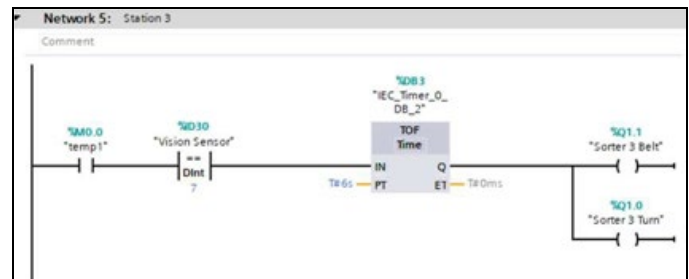 Network 5: Station 3
Comment
%DB3
"IEC_Timer_0_
DB_2"
%M0.0
"temp1"
%ID30
"Vision Sensor"
==
DInt
7
TOF
Time
IN
Q
T#6s
PT
ET
T#0ms
%Q1.1
"Sorter 3 Belt"
%Q1.0
"Sorter 3 Turn"